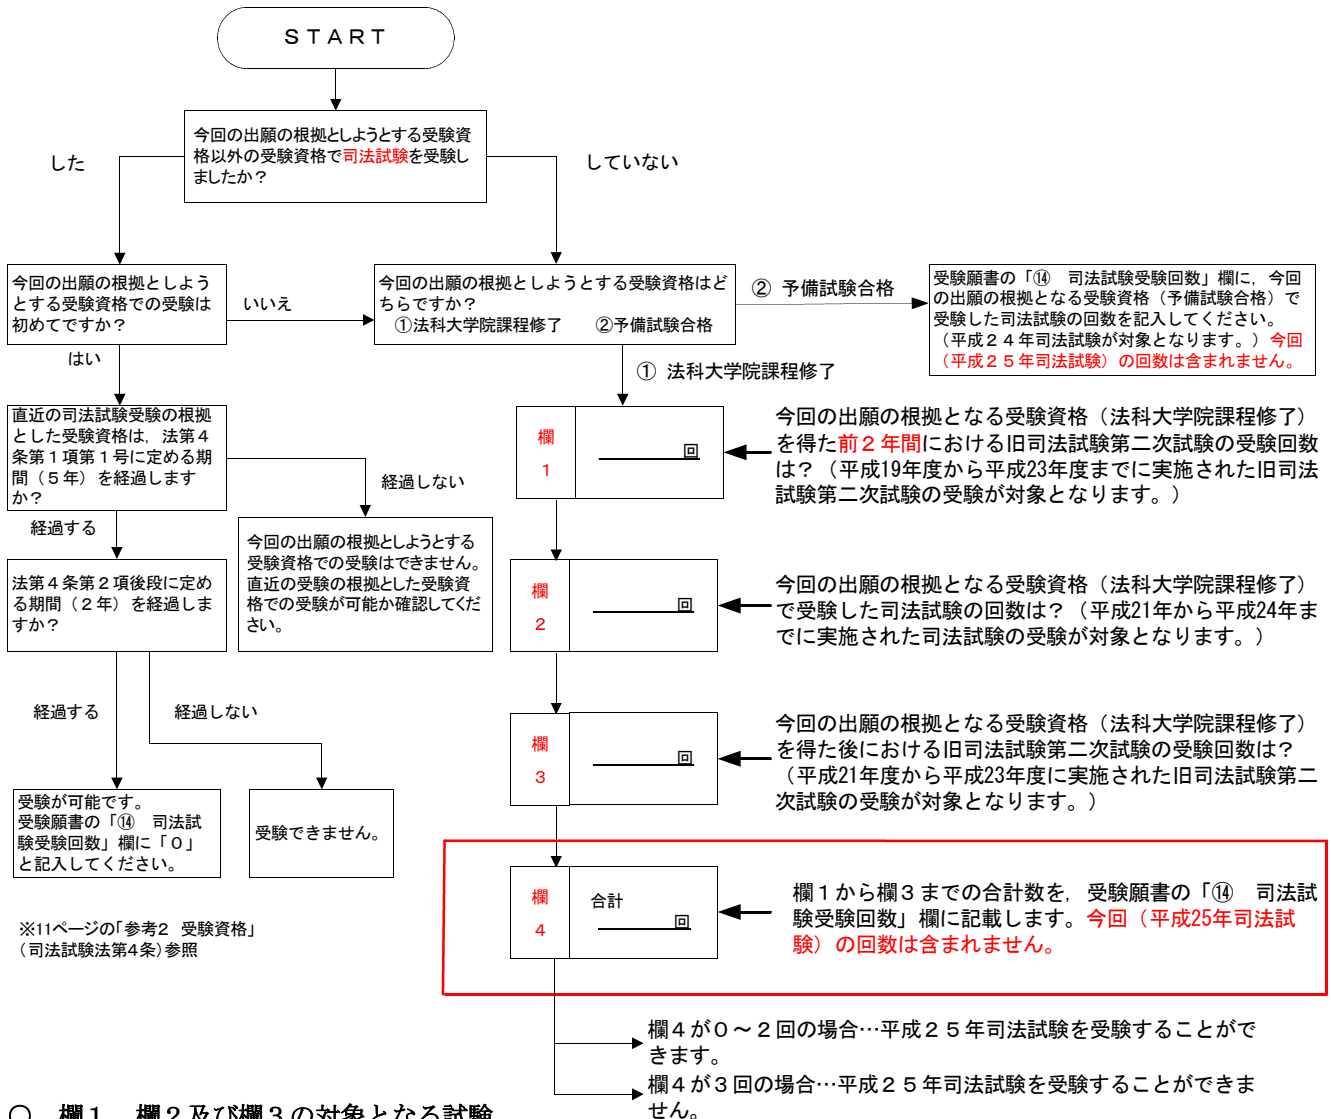 ＳＴＡＲＴ
今回の出願の根拠としようとする受験資
格以外の受験資格で司法試験を受験し
ましたか？
した
していない
今回の出願の根拠としよう
とする受験資格での受験は
初めてですか？
いいえ
はい
今回の出願の根拠としようとする受験資格はど
ちらですか？
①法科大学院課程修了　②予備試験合格
② 予備試験合格
受験願書の「⑭　司法試験受験回数」欄に，今回
の出願の根拠となる受験資格（予備試験合格）で
受験した司法試験の回数を記入してください。
（平成２４年司法試験が対象となります。）今回
（平成２５年司法試験）の回数は含まれません。
① 法科大学院課程修了
直近の司法試験受験の根拠
とした受験資格は，法第４
条第１項第１号に定める期
間（５年）を経過します
か？
経過しない
経過する
今回の出願の根拠としようとする
受験資格での受験はできません。
直近の受験の根拠とした受験資
格での受験が可能か確認してくだ
さい。
法第４条第２項後段に定め
る期間（２年）を経過しま
すか？
経過する
経過しない
受験が可能です。
受験願書の「⑭　司法試
験受験回数」欄に「０」
と記入してください。
受験できません。
※11ページの「参考２ 受験資格」
（司法試験法第４条）参照
欄
１
回
今回の出願の根拠となる受験資格（法科大学院課程修了）
を得た前２年間における旧司法試験第二次試験の受験回数
は？（平成19年度から平成23年度までに実施された旧司法
試験第二次試験の受験が対象となります。）
欄
２
回
今回の出願の根拠となる受験資格（法科大学院課程修了）
で受験した司法試験の回数は？（平成21年から平成24年ま
でに実施された司法試験の受験が対象となります。）
欄
３
回
今回の出願の根拠となる受験資格（法科大学院課程修了）
を得た後における旧司法試験第二次試験の受験回数は？
（平成21年度から平成23年度に実施された旧司法試験第二
次試験の受験が対象となります。）
欄
４
合計
回
欄１から欄３までの合計数を，受験願書の「⑭　司法試
験受験回数」欄に記載します。今回（平成25年司法試
験）の回数は含まれません。
欄４が０～２回の場合…平成２５年司法試験を受験することがで
きます。
欄４が３回の場合…平成２５年司法試験を受験することができま
せん。
○　欄１，欄２及び欄３の対象となる試験